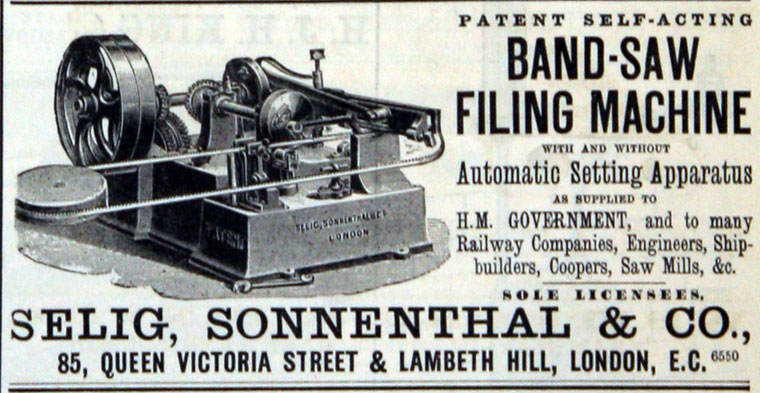 PATENT SELF-ACTING
BAND-SAW
FILING MACHINE
WITH AND WITHOUT
Automatic Setting Apparatus
AS SUPPLIED TO
H.M. GOVERNMENT, and to many
Railway Companies, Engineers, Ship-
builders, Coopers, Saw Mills, &c.
SOLE LICENSEES,
PATENT
SELIG, SONNENTHAL & Co
LONDON
SELIG, SONNENTHAL & CO.,
85, QUEEN VICTORIA STREET & LAMBETH HILL, LONDON, E.C. 6550